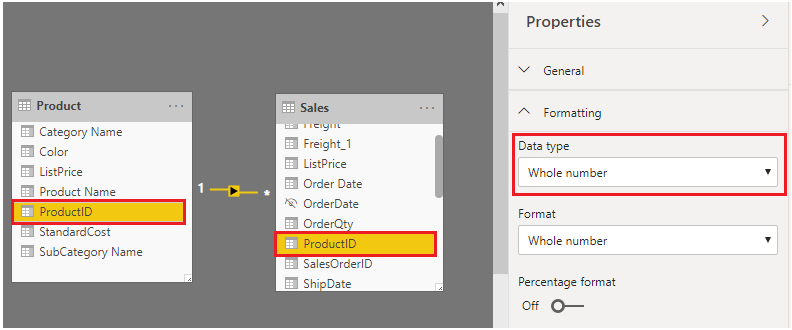 Product
...
Category Name
Color
ListPrice
Product Name
ProductID
StandardCost
SubCategory Name
1
*
Sales
...
Freight
Freight_1
ListPrice
Order Date
OrderDate
OrderQty
ProductID
SalesOrderID
ShipDate
Properties
General
Formatting
Data type
Whole number
Format
Whole number
Percentage format
Off